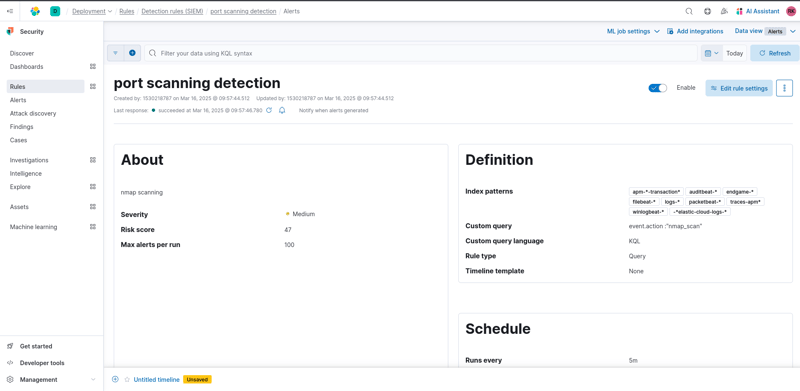 D Deployment Rules Detection rules (SIEM) port scanning detection Alerts AI Assistant NK
Security ML job settings Add integrations Data view Alerts
Discover Filter your data using KQL syntax Today Refresh
Dashboards
Rules port scanning detection Enable Edit rule settings
Alerts Created by: 1530218787 on Mar 16, 2025 @ 09:57:44.512 Updated by: 1530218787 on Mar 16, 2025 @ 09:57:44.512
Attack discovery Last response: succeeded at Mar 16, 2025 @ 09:57:46.780 Notify when alerts generated
Findings
Cases
Investigations
Intelligence
Explore
Assets
Machine learning
About
nmap scanning
Severity Medium
Risk score 47
Max alerts per run 100
Definition
Index patterns apm-*-transaction* auditbeat-* endgame-*
filebeat-* logs-* packetbeat-* traces-apm*
winlogbeat-* -*elastic-cloud-logs-*
Custom query event.action :"nmap_scan"
Custom query language KQL
Rule type Query
Timeline template None
Schedule
Runs every 5m
Get started
Developer tools
Management
Untitled timeline Unsaved